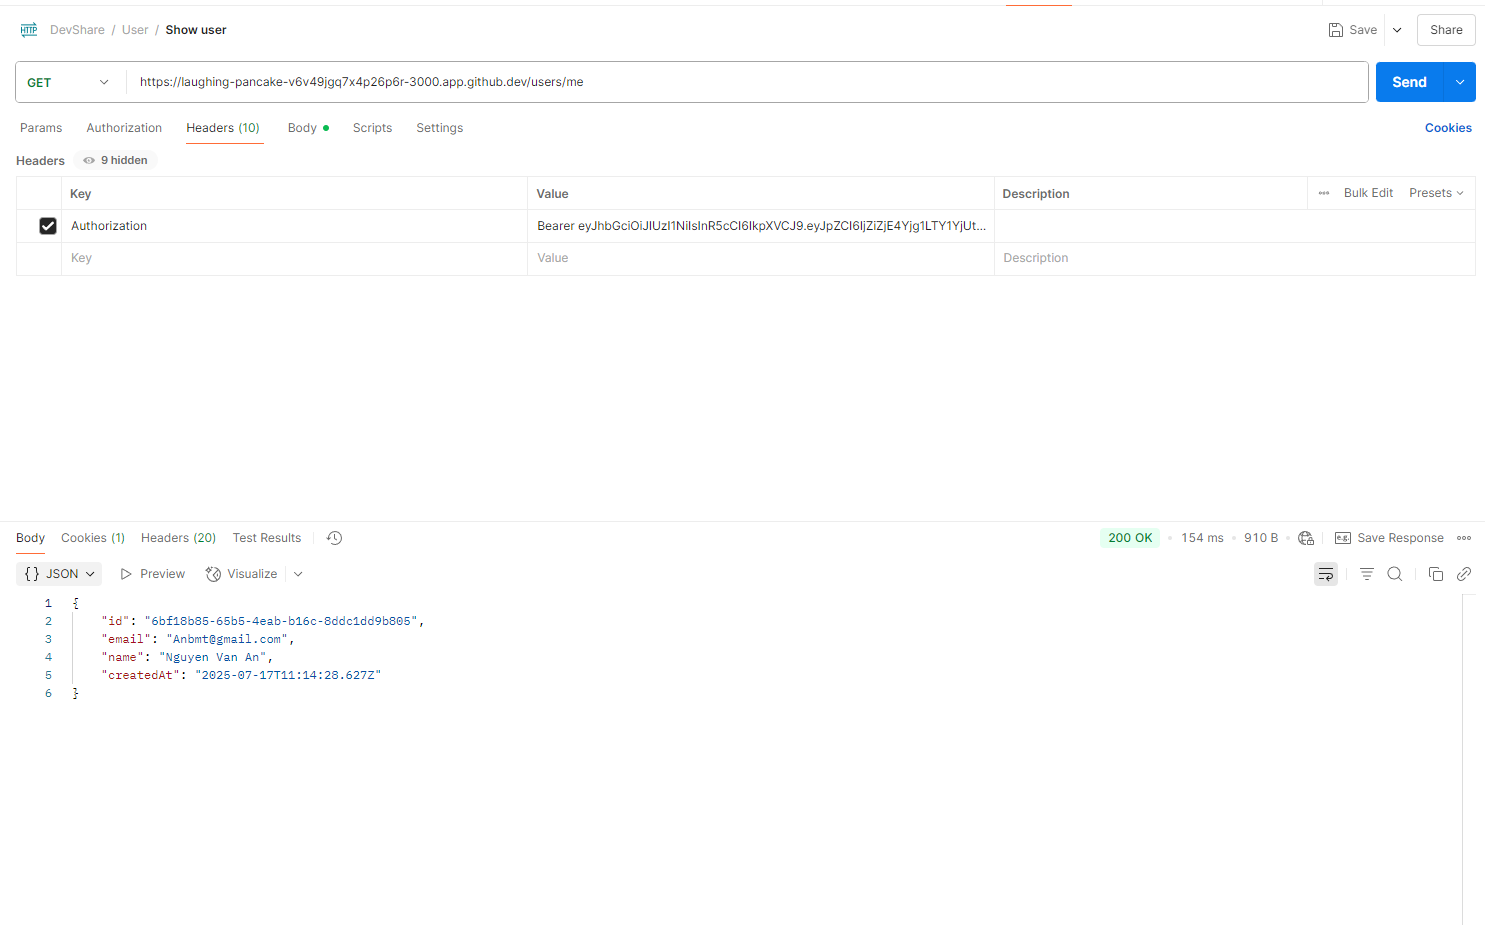 HTTP DevShare / User / Show user Save Share
GET https://laughing-pancake-v6v49jgq7x4p26p6r-3000.app.github.dev/users/me Send
Params Authorization Headers (10) Body Scripts Settings Cookies
Headers 9 hidden
Key Value Description Bulk Edit Presets
Authorization Bearer eyJhbGciOiJIUzI1NiIsInR5cCI6IkpXVCJ9.eyJpZCI6IjZiZjE4Yjg1LTY1YjUt...
Key Value Description
Body Cookies (1) Headers (20) Test Results 200 OK 154 ms 910 B e.g. Save Response
{} JSON Preview Visualize
1 {
2 "id": "6bf18b85-65b5-4eab-b16c-8ddc1dd9b805",
3 "email": "Anbmt@gmail.com",
4 "name": "Nguyen Van An",
5 "createdAt": "2025-07-17T11:14:28.627Z"
6 }